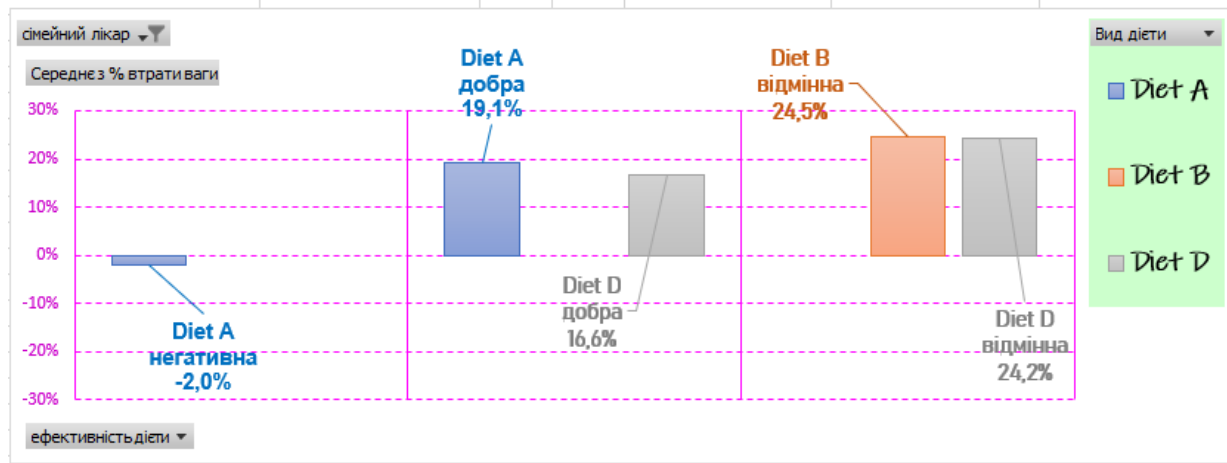 сімейний лікар
Середнє з % втрати ваги
Вид дієти
Diet A
добра
19,1%
Diet B
відмінна
24,5%
30%
20%
10%
0%
-10%
-20%
-30%
Diet A
негативна
-2,0%
Diet D
добра
16,6%
Diet D
відмінна
24,2%
Diet A
Diet B
Diet D
ефективність дієти